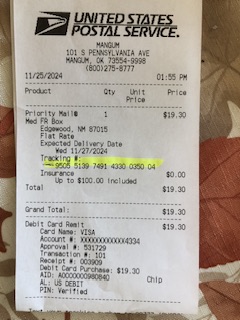 UNITED STATES
POSTAL SERVICE®
MANGUM
101 S PENNSYLVANIA AVE
MANGUM, OK 73554-9998
(800)275-8777
11/25/2024 01:55 PM
Product Qty Unit Price
Price
Priority Mail® 1 $19.30
Med FR Box
Edgewood, NM 87015
Flat Rate
Expected Delivery Date
Wed 11/27/2024
Tracking #:
9505 5139 7491 4330 0350 04
Insurance $0.00
Up to $100.00 included
Total $19.30
Grand Total: $19.30
Debit Card Remit $19.30
Card Name: VISA
Account #: XXXXXXXXXXXX4334
Approval #: 531729
Transaction #: 101
Receipt #: 003909
Debit Card Purchase: $19.30
AID: A0000000980840 Chip
AL: US DEBIT
PIN: Verified